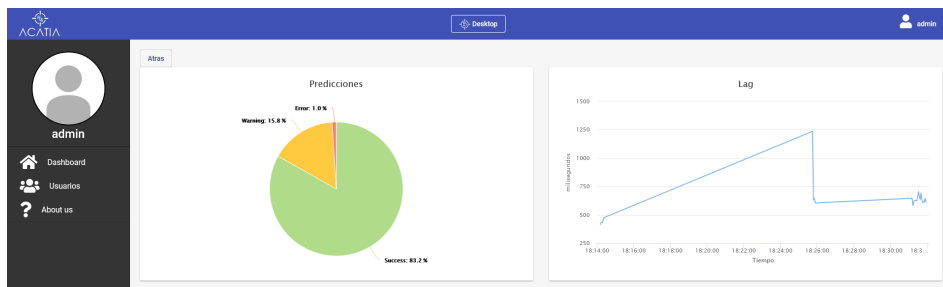 ACATIA
Desktop
admin
admin
Dashboard
Usuarios
About us
Atras
Predicciones
Error: 1.0 %
Warning: 15.8 %
Success: 83.2 %
Lag
1500
1250
1000
750
500
250
milisegundos
18:14:00 18:16:00 18:18:00 18:20:00 18:22:00 18:24:00 18:26:00 18:28:00 18:30:00 18:3...
Tiempo